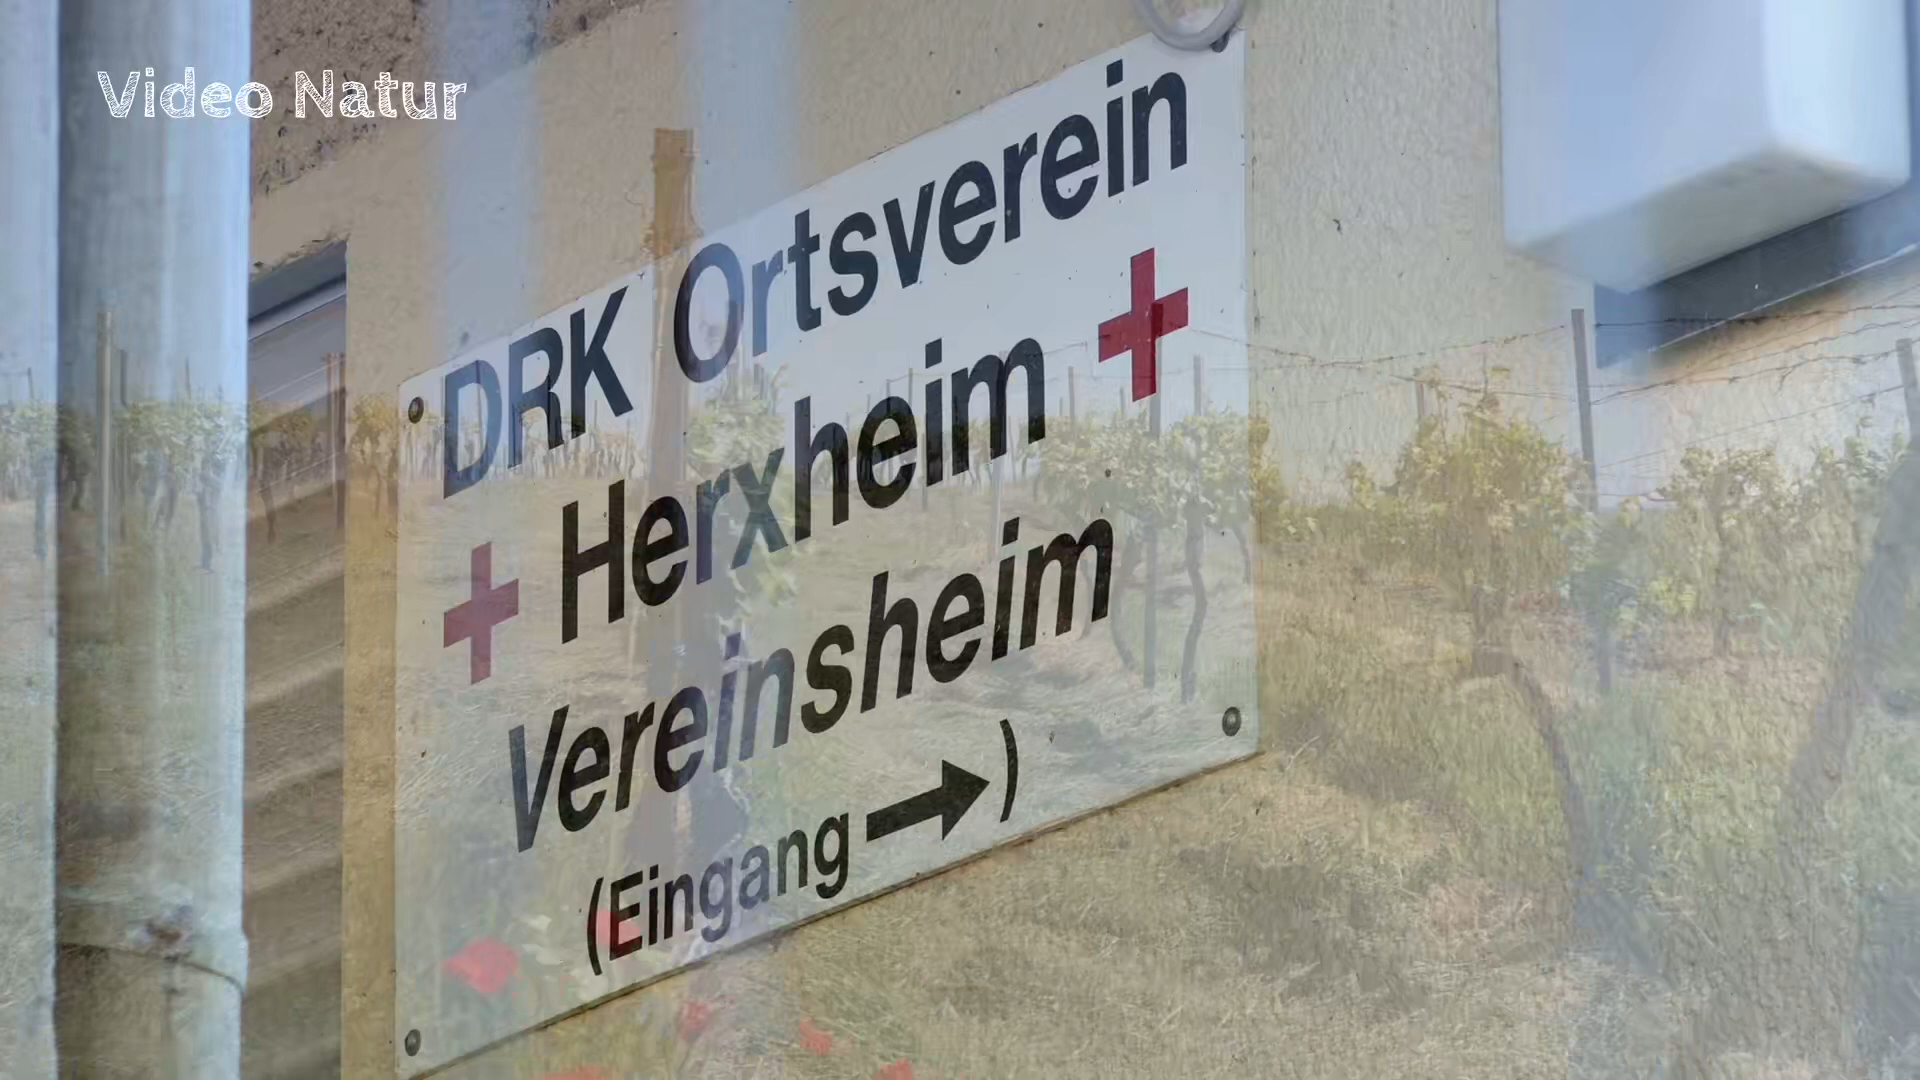 Video Natur
DRK Ortsverein
+ Herxheim +
Vereinsheim
(Eingang →)